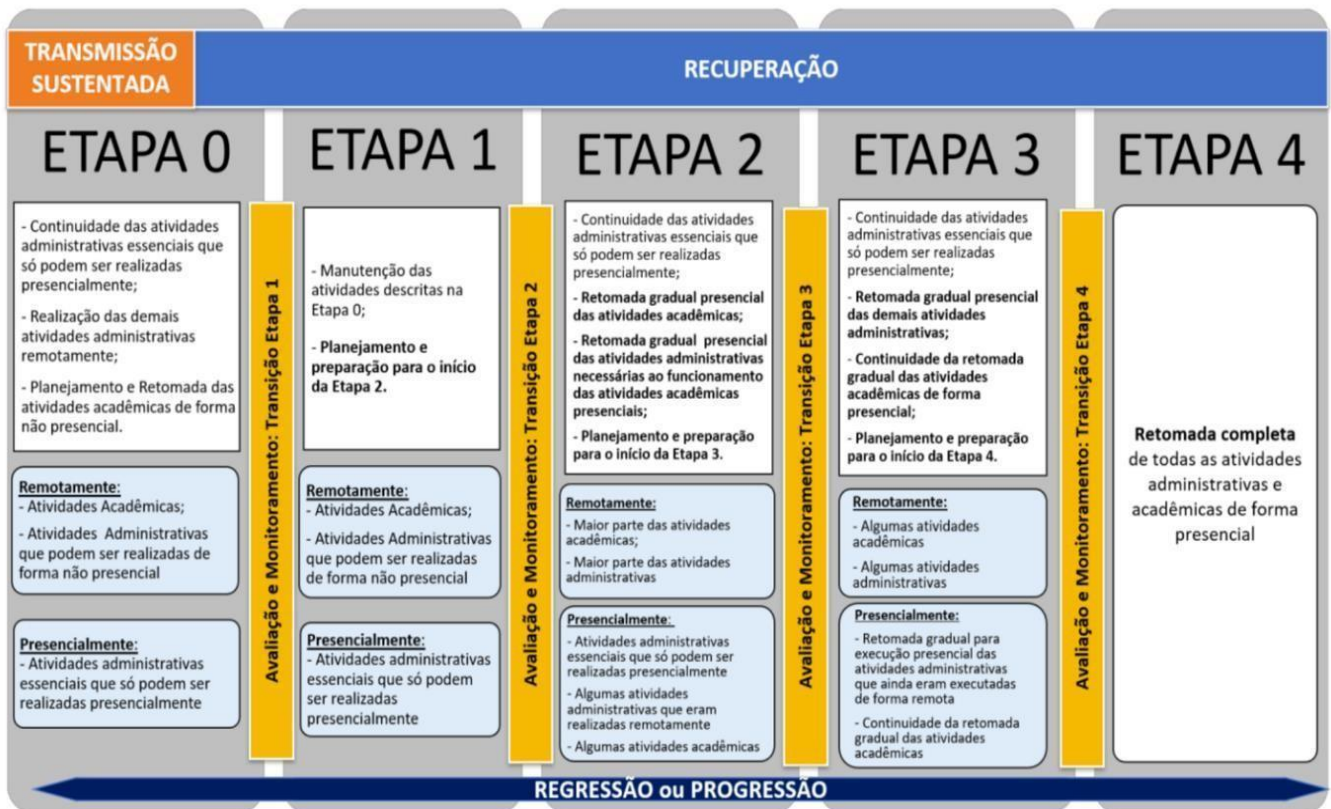 TRANSMISSÃO
SUSTENTADA
RECUPERAÇÃO
ETAPA 0
- Continuidade das atividades
administrativas essenciais que
só podem ser realizadas
presencialmente;
- Realização das demais
atividades administrativas
remotamente;
- Planejamento e Retomada das
atividades acadêmicas de forma
não presencial.
Remotamente:
- Atividades Acadêmicas;
- Atividades Administrativas
que podem ser realizadas de
forma não presencial
Presencialmente:
- Atividades administrativas
essenciais que só podem ser
realizadas presencialmente
Avaliação e Monitoramento: Transição Etapa 1
ETAPA 1
- Manutenção das
atividades descritas na
Etapa 0;
- Planejamento e
preparação para o início
da Etapa 2.
Remotamente:
- Atividades Acadêmicas;
- Atividades Administrativas
que podem ser realizadas
de forma não presencial
Presencialmente:
- Atividades administrativas
essenciais que só podem
ser realizadas
presencialmente
Avaliação e Monitoramento: Transição Etapa 2
ETAPA 2
- Continuidade das atividades
administrativas essenciais que
só podem ser realizadas
presencialmente;
- Retomada gradual presencial
das atividades acadêmicas;
- Retomada gradual presencial
das atividades administrativas
necessárias ao funcionamento
das atividades acadêmicas
presenciais;
- Planejamento e preparação
para o início da Etapa 3.
Remotamente:
- Maior parte das atividades
acadêmicas;
- Maior parte das atividades
administrativas
Presencialmente:
- Atividades administrativas
essenciais que só podem ser
realizadas presencialmente
- Algumas atividades
administrativas que eram
realizadas remotamente
- Algumas atividades acadêmicas
Avaliação e Monitoramento: Transição Etapa 3
ETAPA 3
- Continuidade das atividades
administrativas essenciais que
só podem ser realizadas
presencialmente;
- Retomada gradual presencial
das demais atividades
administrativas;
- Continuidade da retomada
gradual das atividades
acadêmicas de forma
presencial;
- Planejamento e preparação
para o início da Etapa 4.
Remotamente:
- Algumas atividades
acadêmicas
- Algumas atividades
administrativas
Presencialmente:
- Retomada gradual para
execução presencial das
atividades administrativas
que ainda eram executadas
de forma remota
- Continuidade da retomada
gradual das atividades
acadêmicas
Avaliação e Monitoramento: Transição Etapa 4
ETAPA 4
Retomada completa
de todas as atividades
administrativas e
acadêmicas de forma
presencial
REGRESSÃO ou PROGRESSÃO